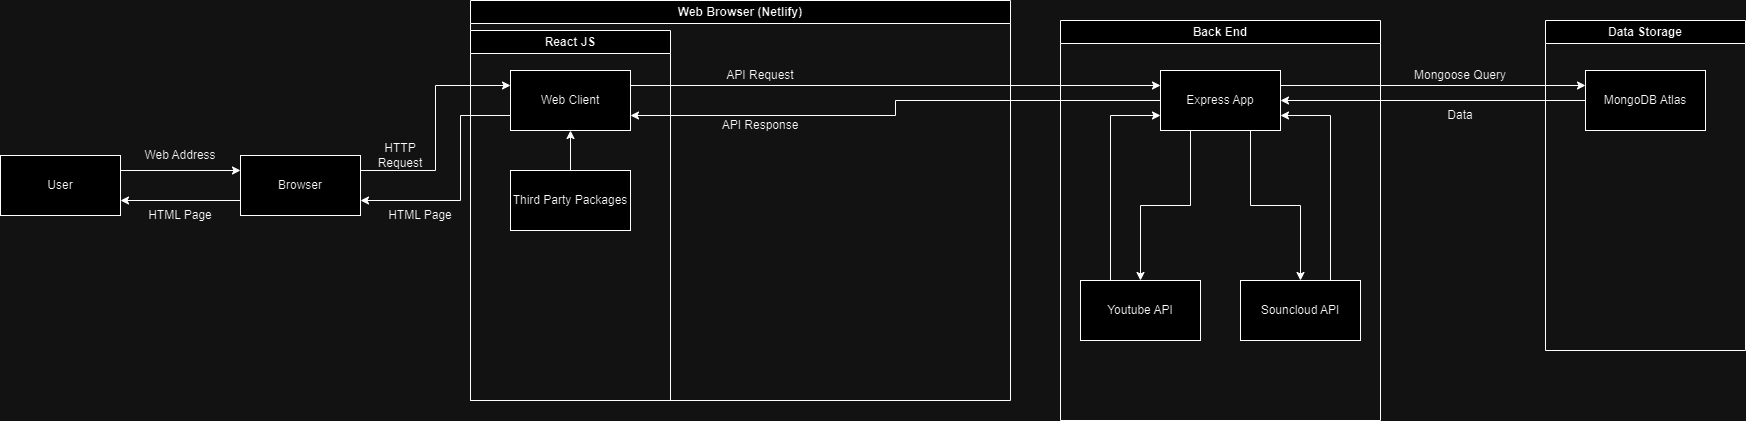 Web Browser (Netlify)
React JS
Back End
Data Storage
API Request
Mongoose Query
Web Client
Express App
MongoDB Atlas
API Response
Data
HTTP
Request
Web Address
User
Browser
HTML Page
HTML Page
Third Party Packages
Youtube API
Souncloud API